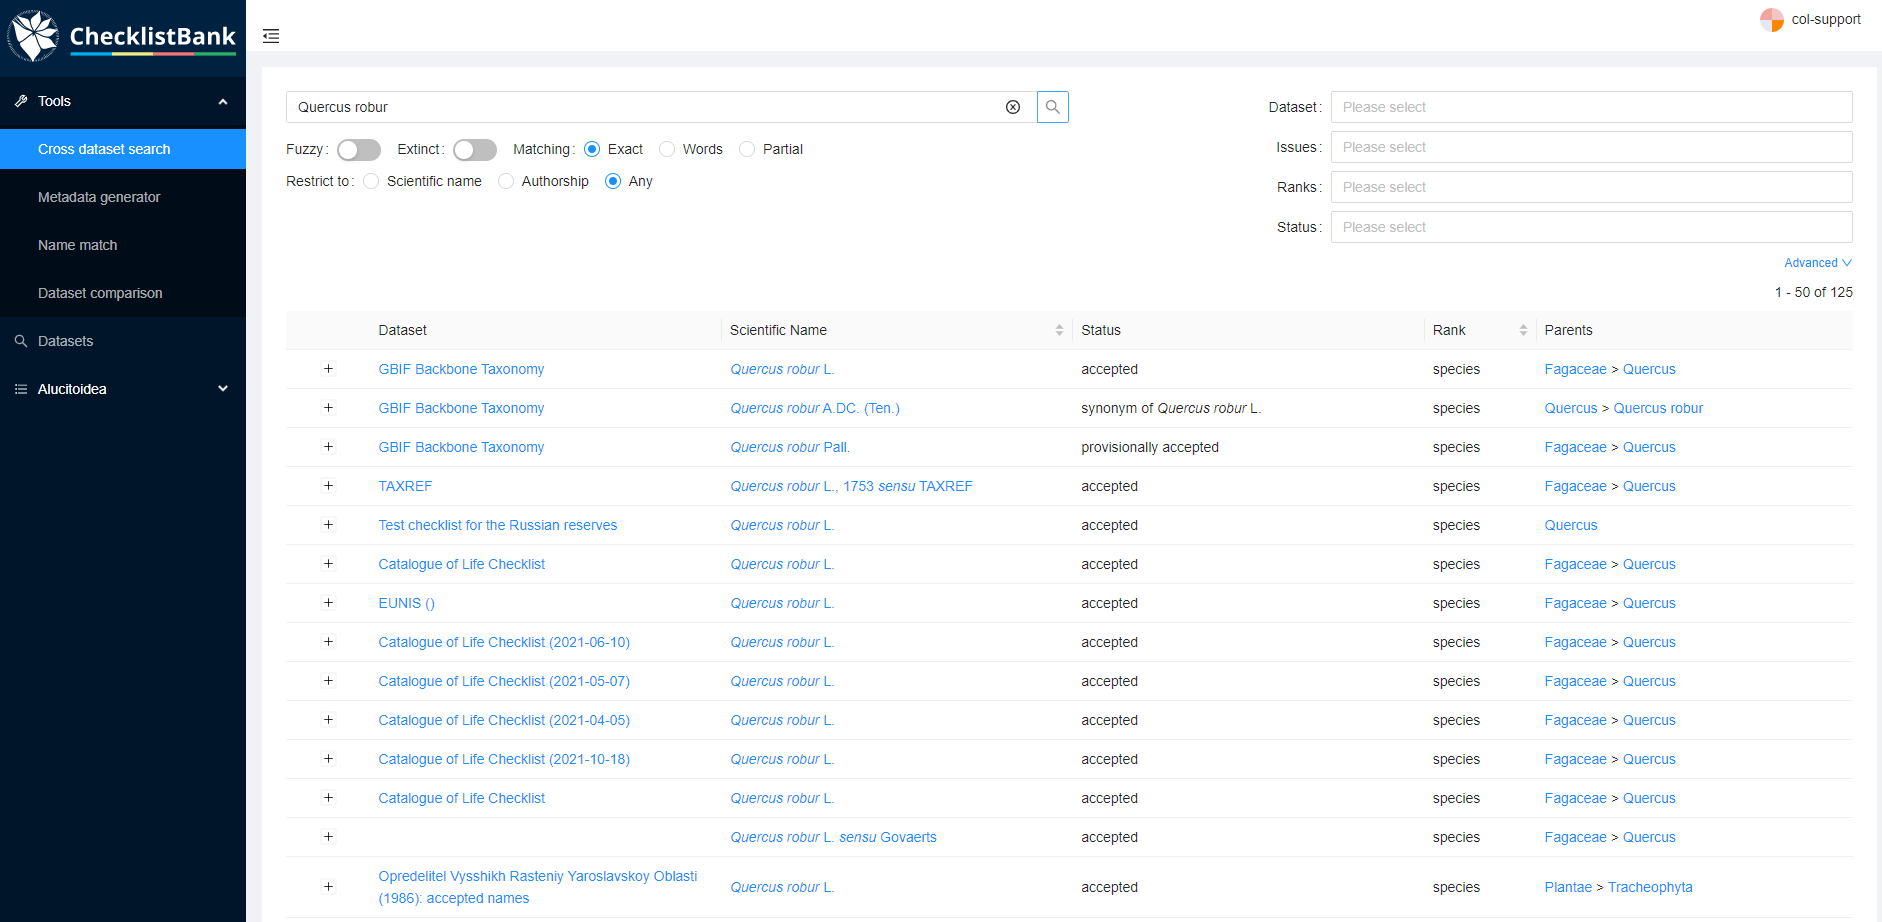 ChecklistBank
col-support
Tools
Cross dataset search
Metadata generator
Name match
Dataset comparison
Datasets
Alucitoidea
Quercus robur
Fuzzy: Extinct: Matching: Exact Words Partial
Restrict to: Scientific name Authorship Any
Dataset: Please select
Issues: Please select
Ranks: Please select
Status: Please select
Advanced
1 - 50 of 125
Dataset Scientific Name Status Rank Parents
+ GBIF Backbone Taxonomy Quercus robur L. accepted species Fagaceae > Quercus
+ GBIF Backbone Taxonomy Quercus robur A.DC. (Ten.) synonym of Quercus robur L. species Quercus > Quercus robur
+ GBIF Backbone Taxonomy Quercus robur Pall. provisionally accepted species Fagaceae > Quercus
+ TAXREF Quercus robur L., 1753 sensu TAXREF accepted species Fagaceae > Quercus
+ Test checklist for the Russian reserves Quercus robur L. accepted species Quercus
+ Catalogue of Life Checklist Quercus robur L. accepted species Fagaceae > Quercus
+ EUNIS () Quercus robur L. accepted species Fagaceae > Quercus
+ Catalogue of Life Checklist (2021-06-10) Quercus robur L. accepted species Fagaceae > Quercus
+ Catalogue of Life Checklist (2021-05-07) Quercus robur L. accepted species Fagaceae > Quercus
+ Catalogue of Life Checklist (2021-04-05) Quercus robur L. accepted species Fagaceae > Quercus
+ Catalogue of Life Checklist (2021-10-18) Quercus robur L. accepted species Fagaceae > Quercus
+ Catalogue of Life Checklist Quercus robur L. accepted species Fagaceae > Quercus
+ Quercus robur L. sensu Govaerts accepted species Fagaceae > Quercus
+ Opredelitel Vysshikh Rasteniy Yaroslavskoy Oblasti
(1986): accepted names Quercus robur L. accepted species Plantae > Tracheophyta